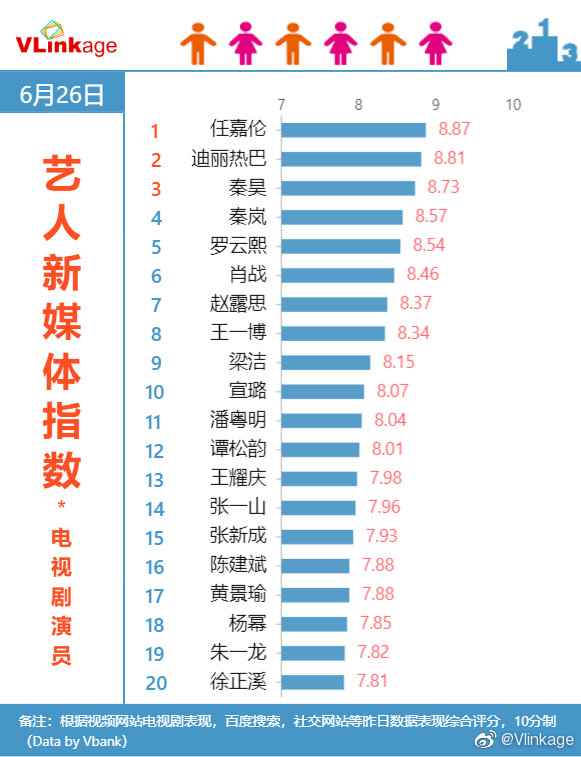 VLinkage
1
2
3
6月26日
艺人新媒体指数
*电视剧演员
7 8 9 10
1 任嘉伦 8.87
2 迪丽热巴 8.81
3 秦昊 8.73
4 秦岚 8.57
5 罗云熙 8.54
6 肖战 8.46
7 赵露思 8.37
8 王一博 8.34
9 梁洁 8.15
10 宣璐 8.07
11 潘粤明 8.04
12 谭松韵 8.01
13 王耀庆 7.98
14 张一山 7.96
15 张新成 7.93
16 陈建斌 7.88
17 黄景瑜 7.88
18 杨幂 7.85
19 朱一龙 7.82
20 徐正溪 7.81
备注：根据视频网站电视剧表现，百度搜索，社交网站等昨日数据表现综合评分，10分制
（Data by Vbank）
@Vlinkage